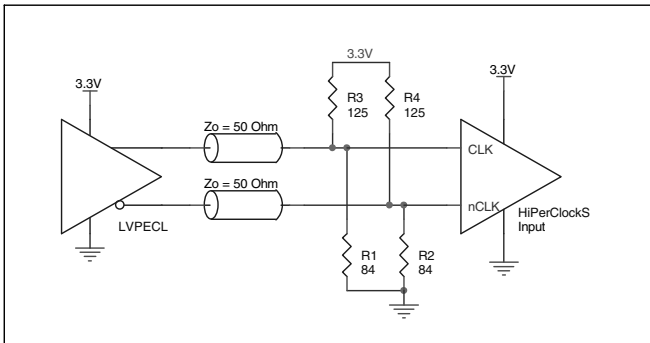 3.3V
3.3V
3.3V
R3
125
R4
125
Zo = 50 Ohm
CLK
Zo = 50 Ohm
nCLK
HiPerClockS
Input
LVPECL
R1
84
R2
84